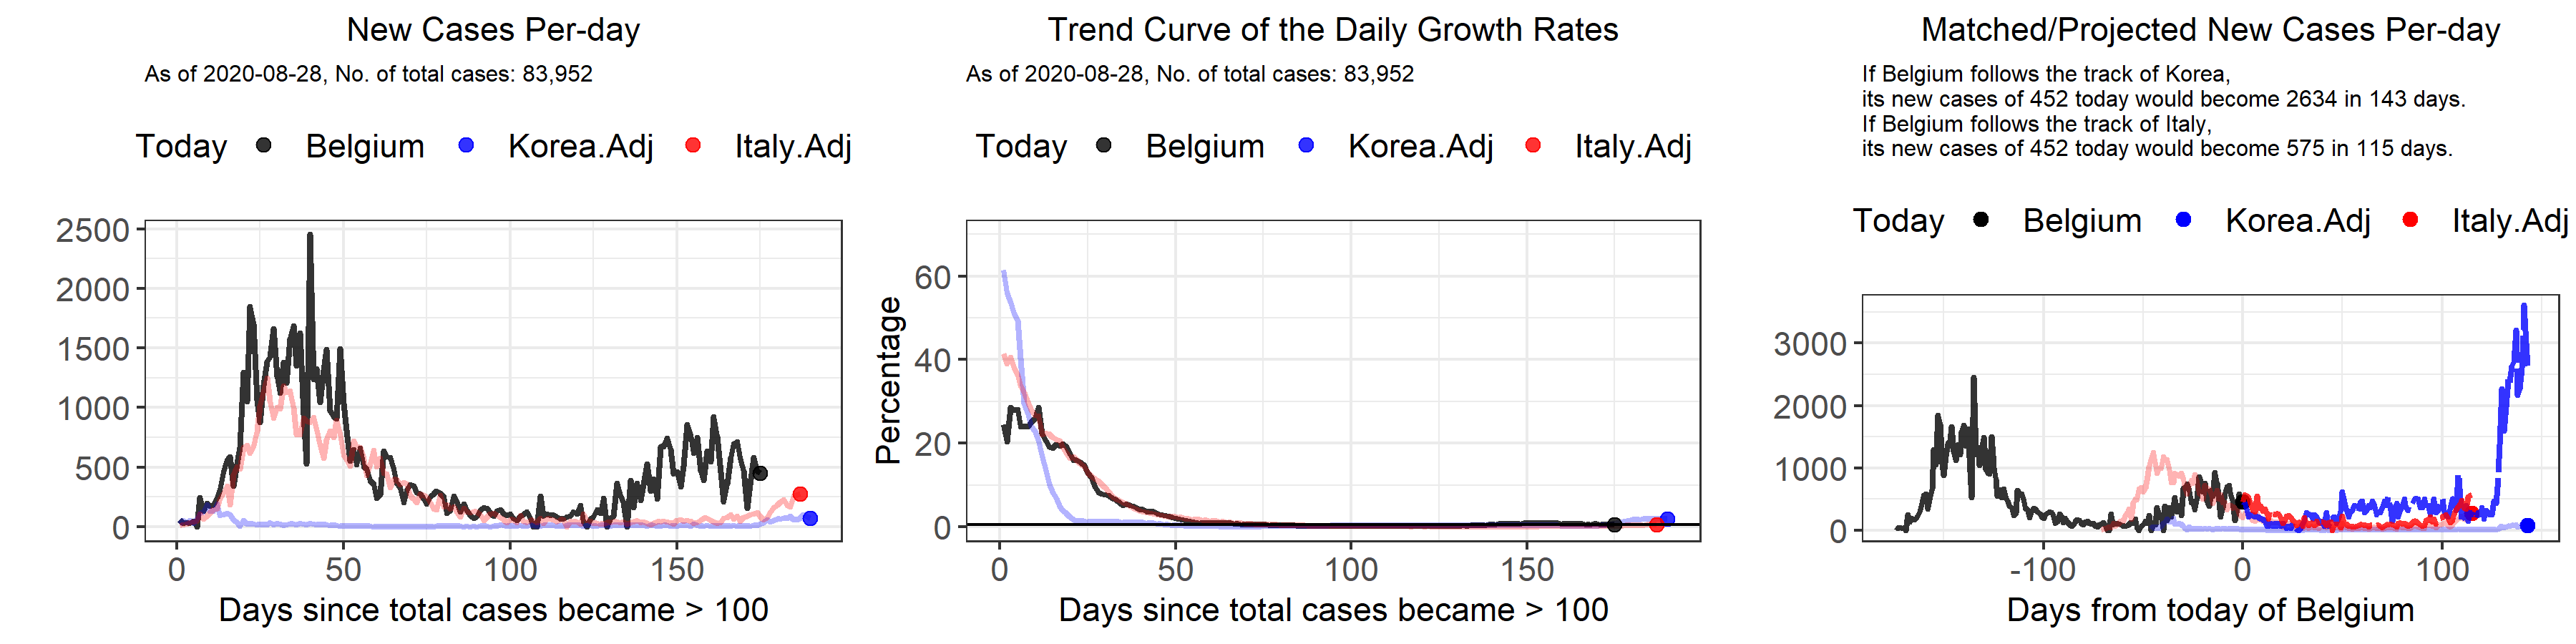 New Cases Per-day
As of 2020-08-28, No. of total cases: 83,952
Today Belgium Korea.Adj Italy.Adj
2500
2000
1500
1000
500
0
0 50 100 150
Days since total cases became > 100
Trend Curve of the Daily Growth Rates
As of 2020-08-28, No. of total cases: 83,952
Today Belgium Korea.Adj Italy.Adj
Percentage
60
40
20
0
0 50 100 150
Days since total cases became > 100
Matched/Projected New Cases Per-day
If Belgium follows the track of Korea,
its new cases of 452 today would become 2634 in 143 days.
If Belgium follows the track of Italy,
its new cases of 452 today would become 575 in 115 days.
Today Belgium Korea.Adj Italy.Adj
3000
2000
1000
0
-100 0 100
Days from today of Belgium